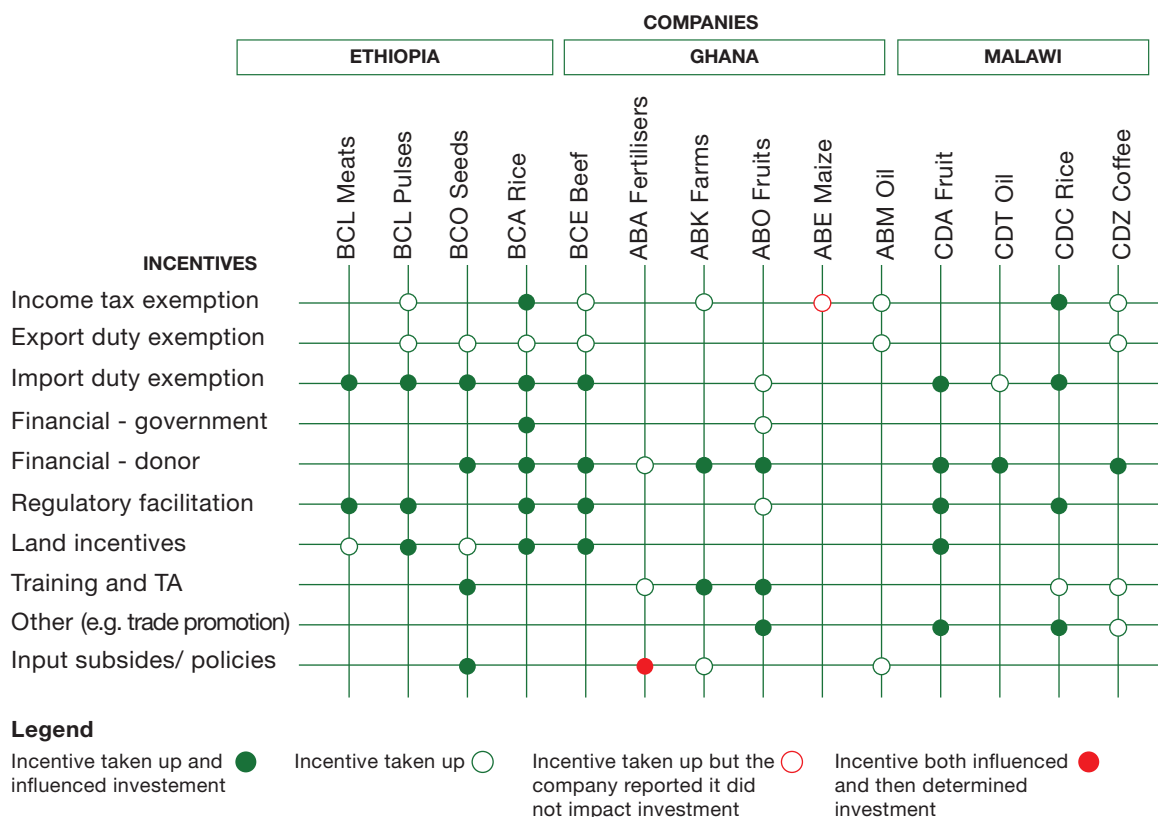 COMPANIES
ETHIOPIA
GHANA
MALAWI
BCL Meats
BCL Pulses
BCO Seeds
BCA Rice
BCE Beef
ABA Fertilisers
ABK Farms
ABO Fruits
ABE Maize
ABM Oil
CDA Fruit
CDT Oil
CDC Rice
CDZ Coffee
INCENTIVES
Income tax exemption
Export duty exemption
Import duty exemption
Financial - government
Financial - donor
Regulatory facilitation
Land incentives
Training and TA
Other (e.g. trade promotion)
Input subsides/ policies
Legend
Incentive taken up and
influenced investement
Incentive taken up
Incentive taken up but the
company reported it did
not impact investment
Incentive both influenced
and then determined
investment